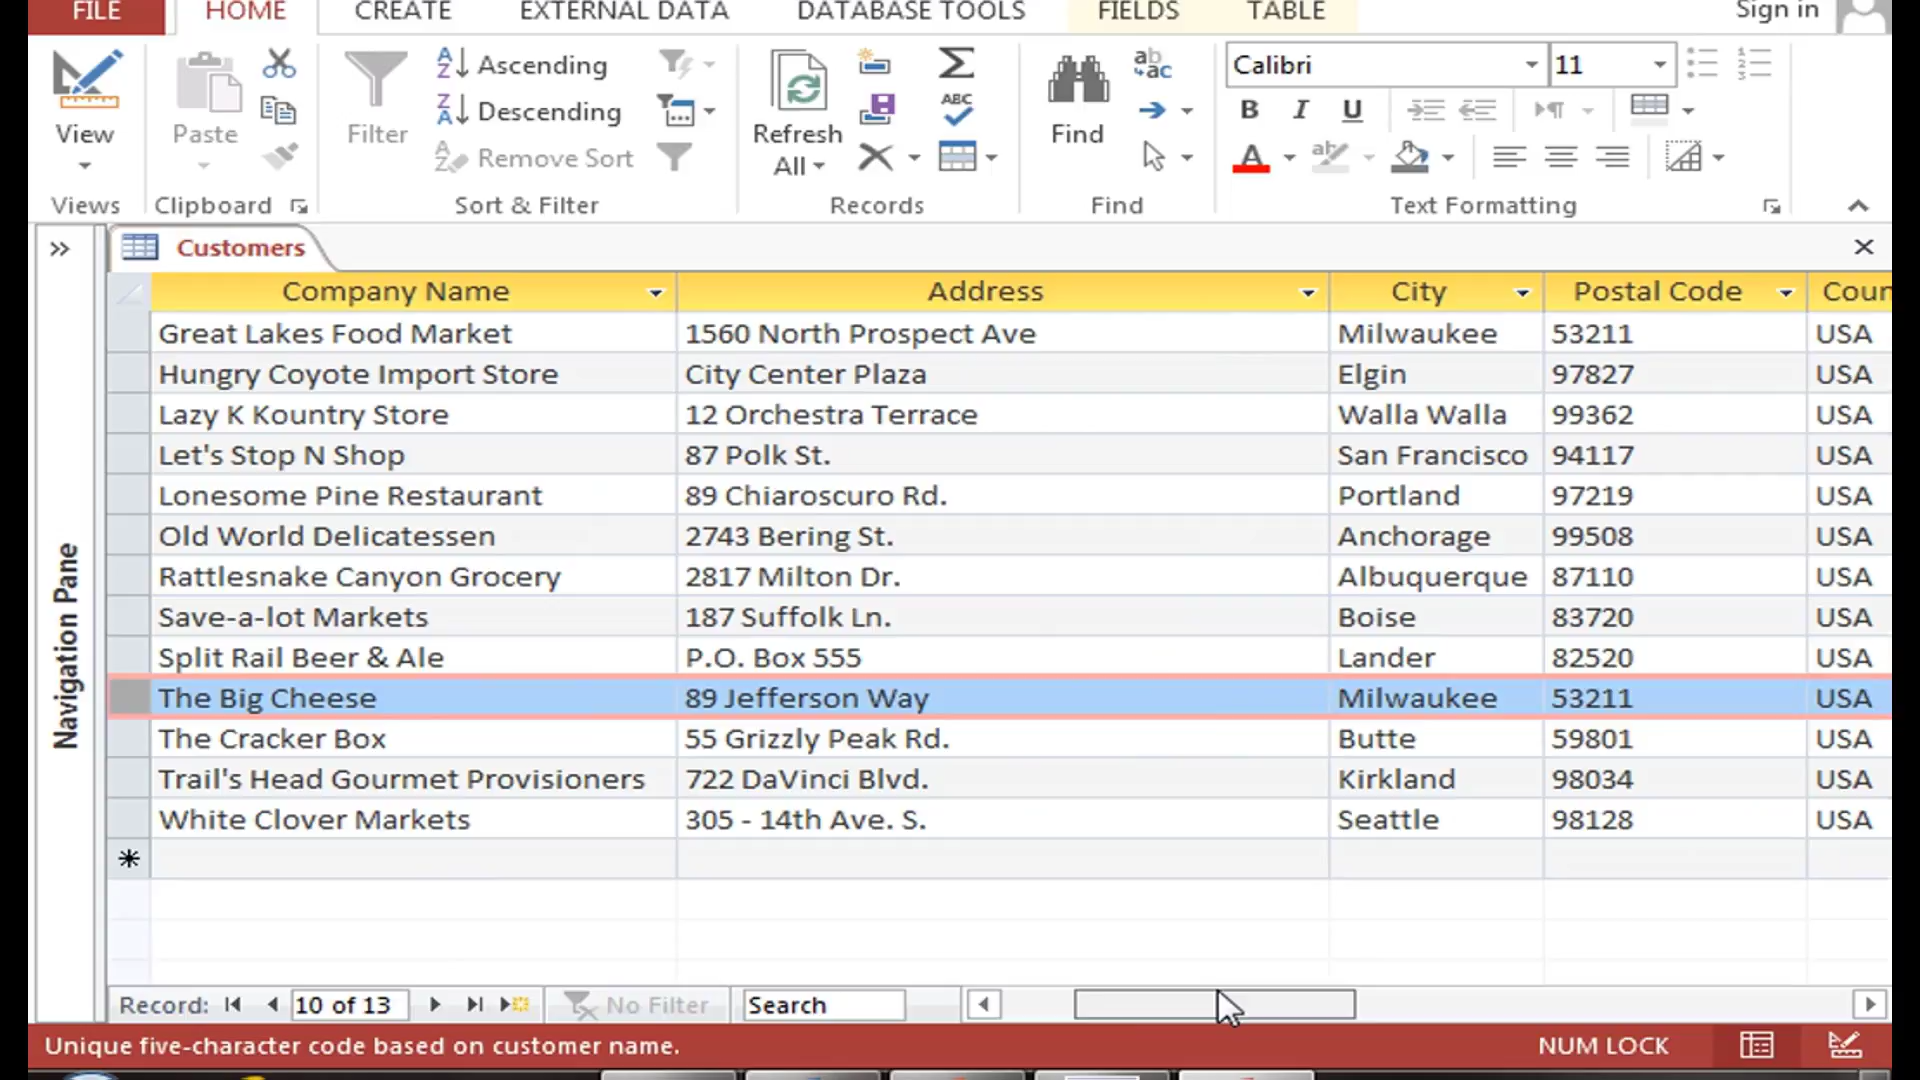 FILE HOME CREATE EXTERNAL DATA DATABASE TOOLS FIELDS TABLE Sign in
View Paste Filter Ascending Descending Remove Sort Refresh All ABC Find ab ac Calibri 11
B I U A ab
Views Clipboard Sort & Filter Records Find Text Formatting
Customers
Navigation Pane
Company Name Address City Postal Code Coun
Great Lakes Food Market 1560 North Prospect Ave Milwaukee 53211 USA
Hungry Coyote Import Store City Center Plaza Elgin 97827 USA
Lazy K Kountry Store 12 Orchestra Terrace Walla Walla 99362 USA
Let's Stop N Shop 87 Polk St. San Francisco 94117 USA
Lonesome Pine Restaurant 89 Chiaroscuro Rd. Portland 97219 USA
Old World Delicatessen 2743 Bering St. Anchorage 99508 USA
Rattlesnake Canyon Grocery 2817 Milton Dr. Albuquerque 87110 USA
Save-a-lot Markets 187 Suffolk Ln. Boise 83720 USA
Split Rail Beer & Ale P.O. Box 555 Lander 82520 USA
The Big Cheese 89 Jefferson Way Milwaukee 53211 USA
The Cracker Box 55 Grizzly Peak Rd. Butte 59801 USA
Trail's Head Gourmet Provisioners 722 DaVinci Blvd. Kirkland 98034 USA
White Clover Markets 305 - 14th Ave. S. Seattle 98128 USA
Record: 10 of 13 No Filter Search
Unique five-character code based on customer name. NUM LOCK